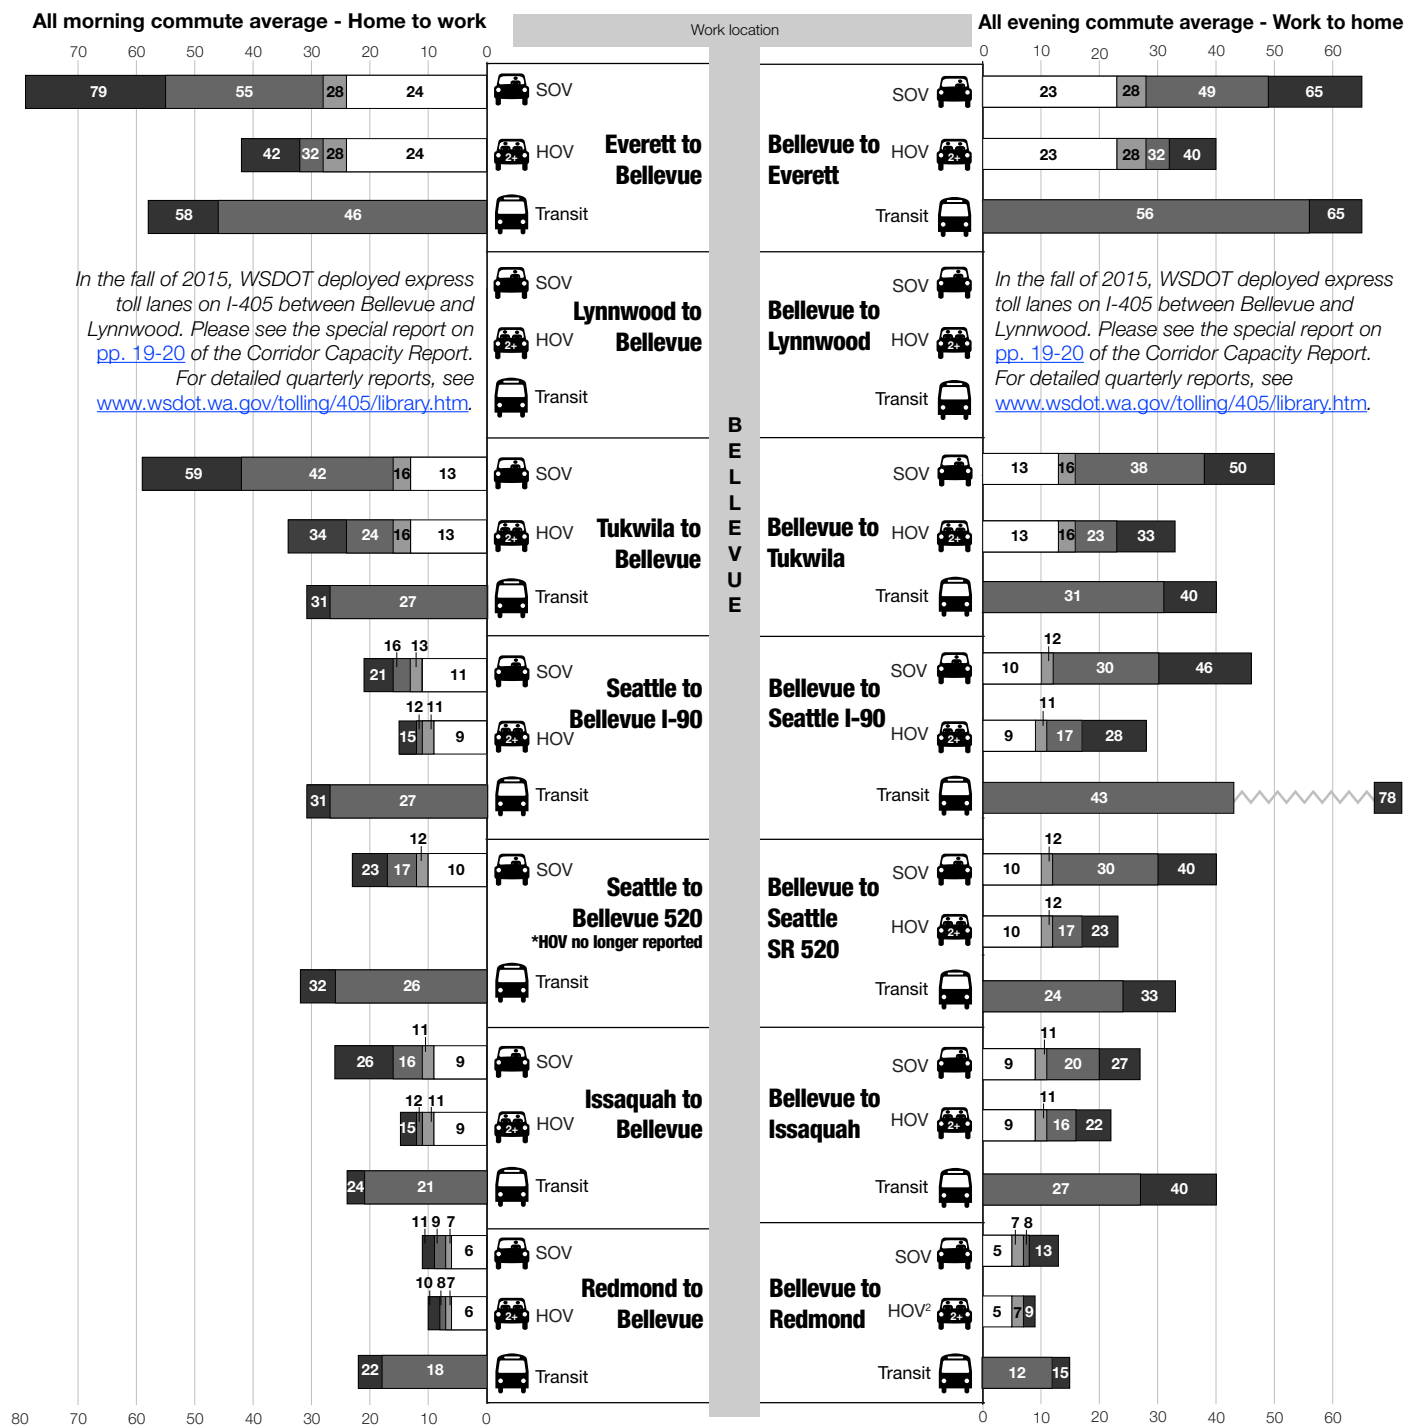 All morning commute average - Home to work
Work location
All evening commute average - Work to home
70 60 50 40 30 20 10 0
0 10 20 30 40 50 60
79 55 28 24 SOV
42 32 28 24 2+ HOV
58 46 Transit
Everett to
Bellevue
Bellevue to
Everett
SOV 23 28 49 65
HOV 2+ 23 28 32 40
Transit 56 65
In the fall of 2015, WSDOT deployed express
toll lanes on I-405 between Bellevue and
Lynnwood. Please see the special report on
pp. 19-20 of the Corridor Capacity Report.
For detailed quarterly reports, see
www.wsdot.wa.gov/tolling/405/library.htm.
SOV
2+ HOV
Transit
Lynnwood to
Bellevue
Bellevue to
Lynnwood
SOV
HOV 2+
Transit
In the fall of 2015, WSDOT deployed express
toll lanes on I-405 between Bellevue and
Lynnwood. Please see the special report on
pp. 19-20 of the Corridor Capacity Report.
For detailed quarterly reports, see
www.wsdot.wa.gov/tolling/405/library.htm.
B
E
L
L
E
V
U
E
59 42 16 13 SOV
34 24 16 13 2+ HOV
31 27 Transit
Tukwila to
Bellevue
Bellevue to
Tukwila
SOV 13 16 38 50
HOV 2+ 13 16 23 33
Transit 31 40
16 13
21 11 SOV
12 11
15 9 2+ HOV
31 27 Transit
Seattle to
Bellevue I-90
Bellevue to
Seattle I-90
12
SOV 10 30 46
11
HOV 2+ 9 17 28
Transit 43 78
12
23 17 10 SOV
32 26 Transit
Seattle to
Bellevue 520
*HOV no longer reported
Bellevue to
Seattle
SR 520
12
SOV 10 30 40
12
HOV 2+ 10 17 23
Transit 24 33
11
26 16 9 SOV
12 11
15 9 2+ HOV
24 21 Transit
Issaquah to
Bellevue
Bellevue to
Issaquah
11
SOV 9 20 27
11
HOV 2+ 9 16 22
Transit 27 40
11 9 7
6 SOV
10 8 7
6 2+ HOV
22 18 Transit
Redmond to
Bellevue
Bellevue to
Redmond
7 8
SOV 5 13
HOV² 2+ 5 7 9
Transit 12 15
80 70 60 50 40 30 20 10 0
0 10 20 30 40 50 60